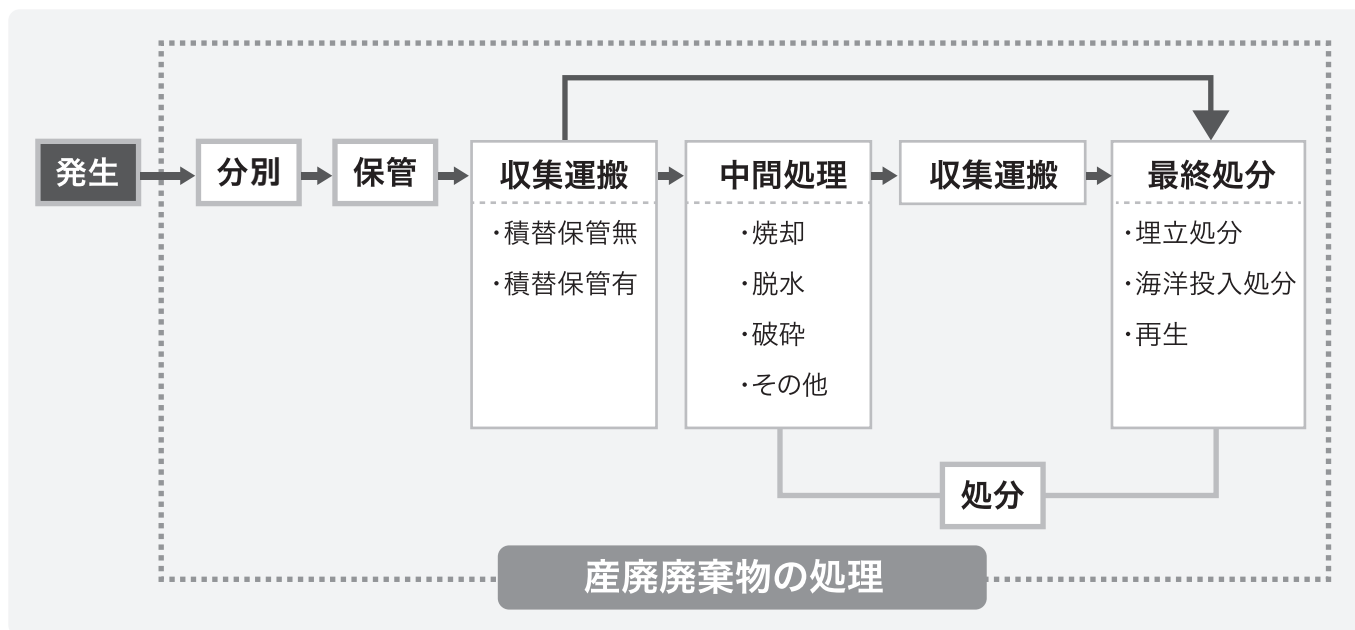 発生
分別
保管
収集運搬
・積替保管無
・積替保管有
中間処理
・焼却
・脱水
・破砕
・その他
収集運搬
最終処分
・埋立処分
・海洋投入処分
・再生
処分
産廃廃棄物の処理